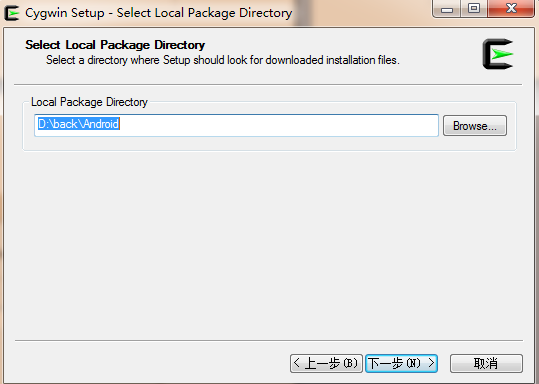 Cygwin Setup - Select Local Package Directory
Select Local Package Directory
Select a directory where Setup should look for downloaded installation files.
Local Package Directory
D:\back\Android
Browse...
< 上一步(B)
下一步(N) >
取消